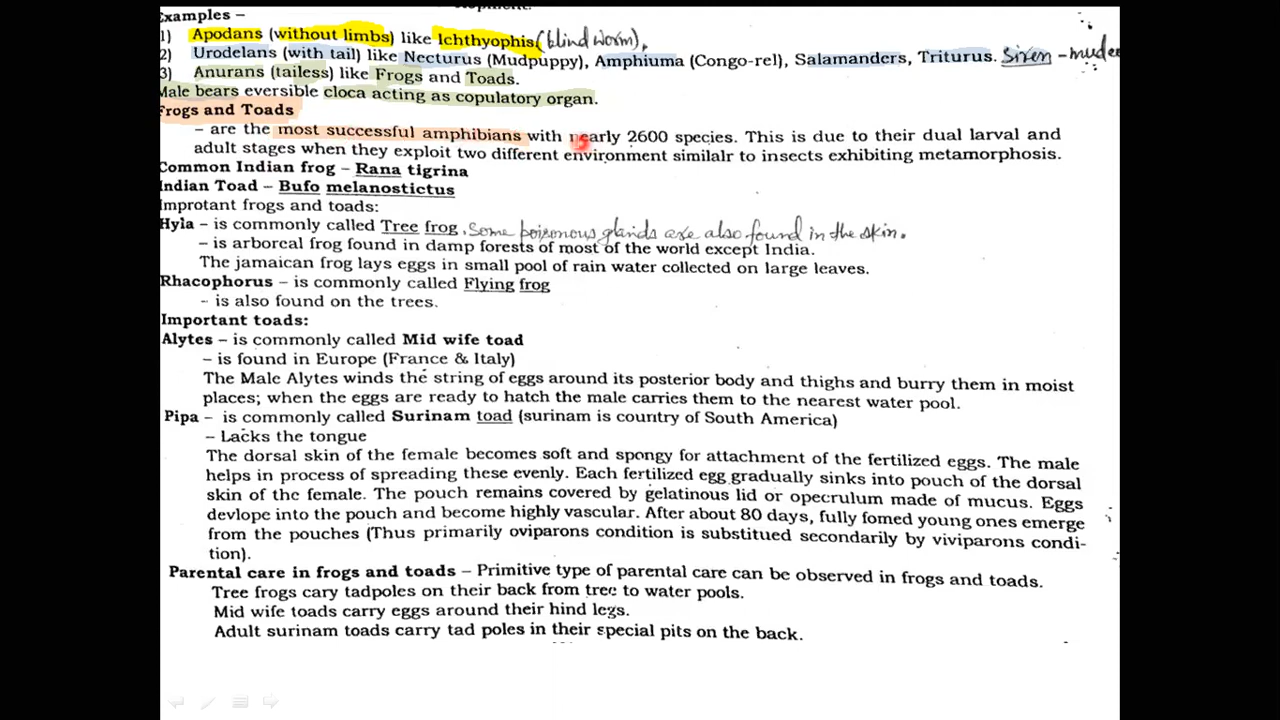 Examples –
1) Apodans (without limbs) like Ichthyophis (blind worm),
2) Urodelans (with tail) like Necturus (Mudpuppy), Amphiuma (Congo-rel), Salamanders, Triturus. Siren –
3) Anurans (tailess) like Frogs and Toads.
Male bears eversible cloca acting as copulatory organ.
Frogs and Toads
– are the most successful amphibians with nearly 2600 species. This is due to their dual larval and
adult stages when they exploit two different environment similalr to insects exhibiting metamorphosis.
Common Indian frog – Rana tigrina
Indian Toad – Bufo melanostictus
Improtant frogs and toads:
Hyla – is commonly called Tree frog. Some poisonous glands are also found in the skin.
– is arborcal frog found in damp forests of most of the world except India.
The jamaican frog lays eggs in small pool of rain water collected on large leaves.
Rhacophorus – is commonly called Flying frog
– is also found on the trees.
Important toads:
Alytes – is commonly called Mid wife toad
– is found in Europe (France & Italy)
The Male Alytes winds the string of eggs around its posterior body and thighs and burry them in moist
places; when the eggs are ready to hatch the male carries them to the nearest water pool.
Pipa – is commonly called Surinam toad (surinam is country of South America)
– Lacks the tongue
The dorsal skin of the female becomes soft and spongy for attachment of the fertilized eggs. The male
helps in process of spreading these evenly. Each fertilized egg gradually sinks into pouch of the dorsal
skin of the female. The pouch remains covered by gelatinous lid or opecrulum made of mucus. Eggs
devlope into the pouch and become highly vascular. After about 80 days, fully fomed young ones emerge
from the pouches (Thus primarily oviparons condition is substitued secondarily by viviparons condi-
tion).
Parental care in frogs and toads – Primitive type of parental care can be observed in frogs and toads.
Tree frogs cary tadpoles on their back from tree to water pools.
Mid wife toads carry eggs around their hind legs.
Adult surinam toads carry tad poles in their special pits on the back.